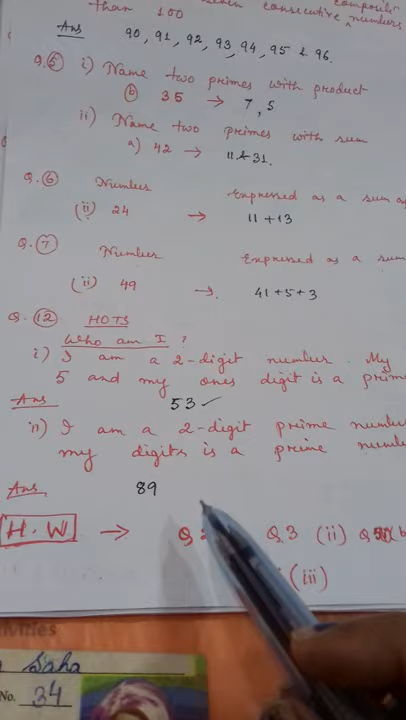 than 100 consecutive numbers
Ans 90, 91, 92, 93, 94, 95 & 96.
Q.5 i) Name two primes with product
b) 35 → 7, 5
ii) Name two primes with sum
a) 42 → 11 & 31.
Q.6 Number Expressed as a sum
(ii) 24 → 11 + 13
Q.7 Number Expressed as a sum
(ii) 49 → 41 + 5 + 3
Q.12 HOTS
Who am I ?
i) I am a 2-digit number. My
5 and my ones digit is a
Ans 53 ✓
ii) I am a 2-digit prime
my digits is a prime
Ans 89
H.W → Q Q.3 (ii)
(iii)
Saha
No. 34